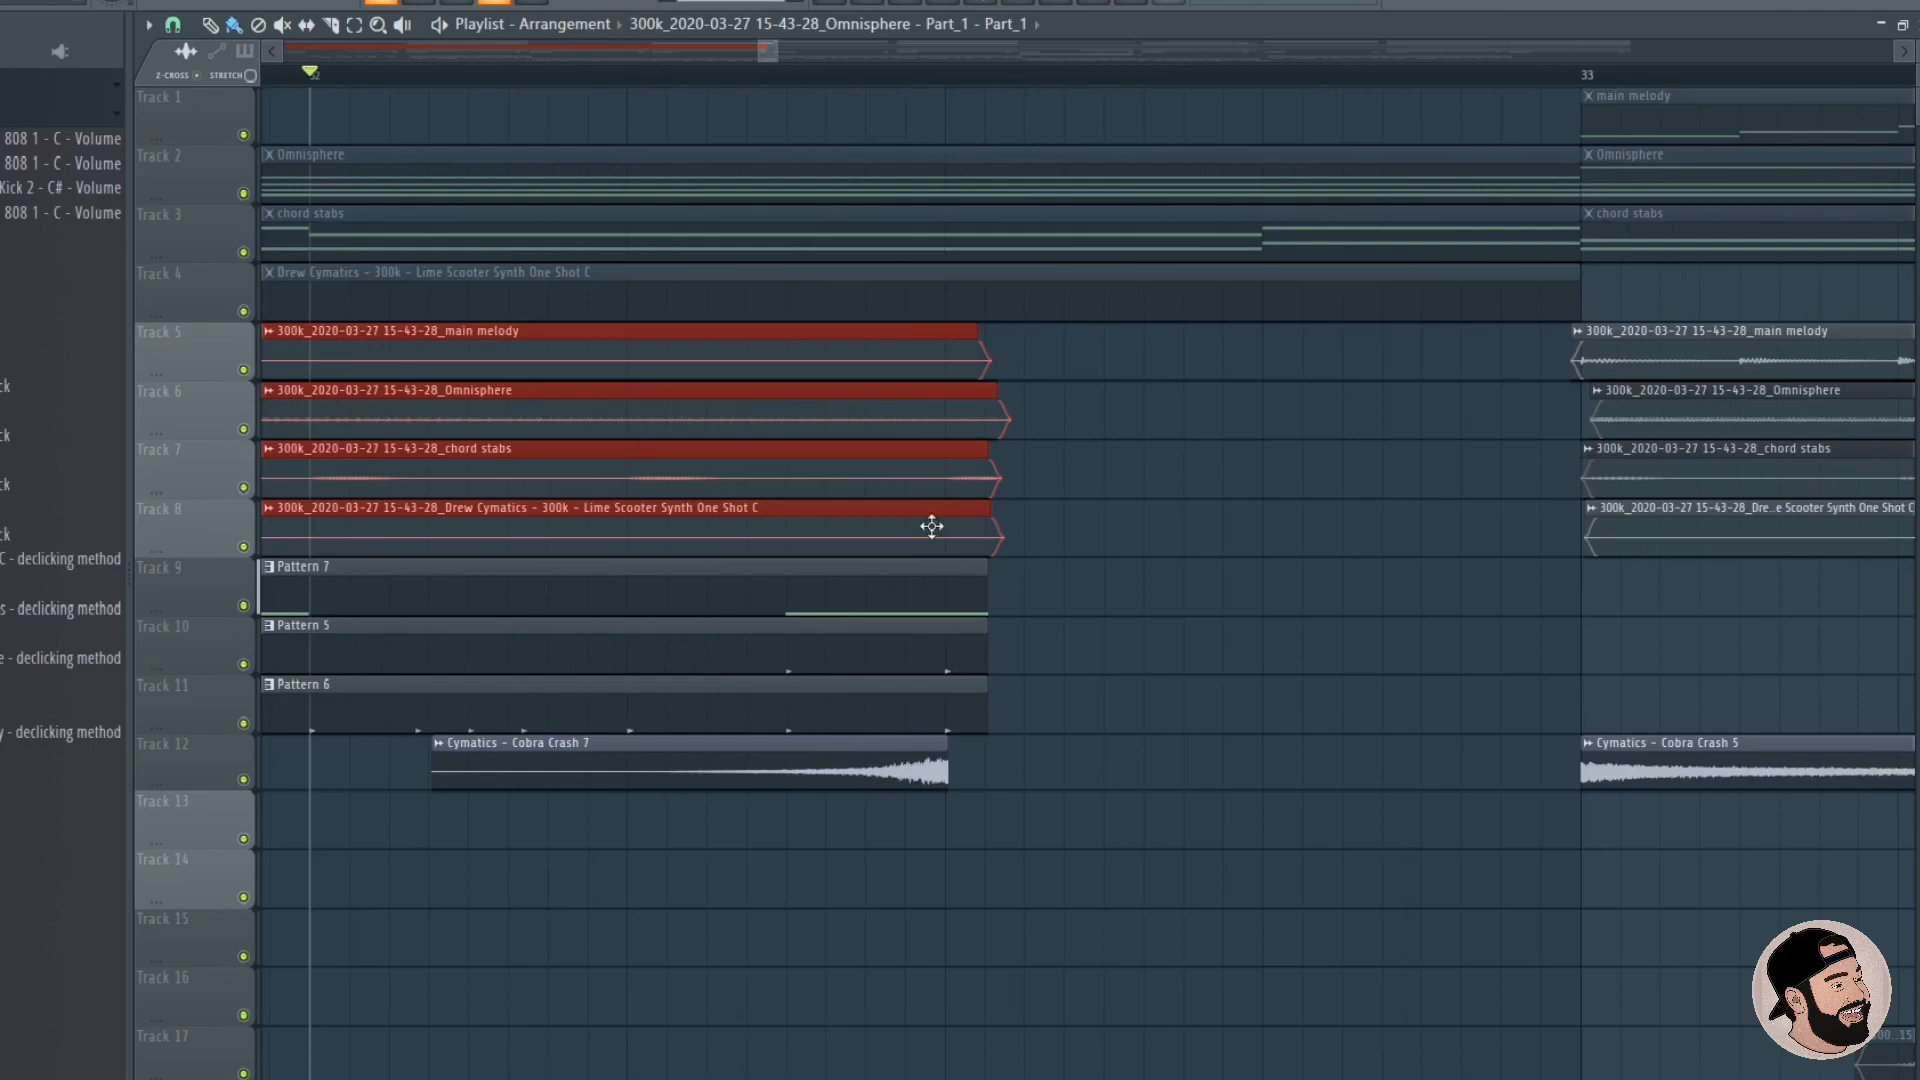 Playlist - Arrangement › 300k_2020-03-27 15-43-28_Omnisphere - Part_1 - Part_1 ›
Z-CROSS STRETCH
32
33
808 1 - C - Volume
808 1 - C - Volume
Kick 2 - C# - Volume
808 1 - C - Volume
ck
ck
ck
ck
C - declicking method
s - declicking method
e - declicking method
y - declicking method
Track 1
main melody
Track 2
Omnisphere
Omnisphere
Track 3
chord stabs
chord stabs
Track 4
Drew Cymatics - 300k - Lime Scooter Synth One Shot C
Track 5
300k_2020-03-27 15-43-28_main melody
300k_2020-03-27 15-43-28_main melody
Track 6
300k_2020-03-27 15-43-28_Omnisphere
300k_2020-03-27 15-43-28_Omnisphere
Track 7
300k_2020-03-27 15-43-28_chord stabs
300k_2020-03-27 15-43-28_chord stabs
Track 8
300k_2020-03-27 15-43-28_Drew Cymatics - 300k - Lime Scooter Synth One Shot C
300k_2020-03-27 15-43-28_Dre..e Scooter Synth One Shot C
Track 9
Pattern 7
Track 10
Pattern 5
Track 11
Pattern 6
Track 12
Cymatics - Cobra Crash 7
Cymatics - Cobra Crash 5
Track 13
Track 14
Track 15
Track 16
Track 17